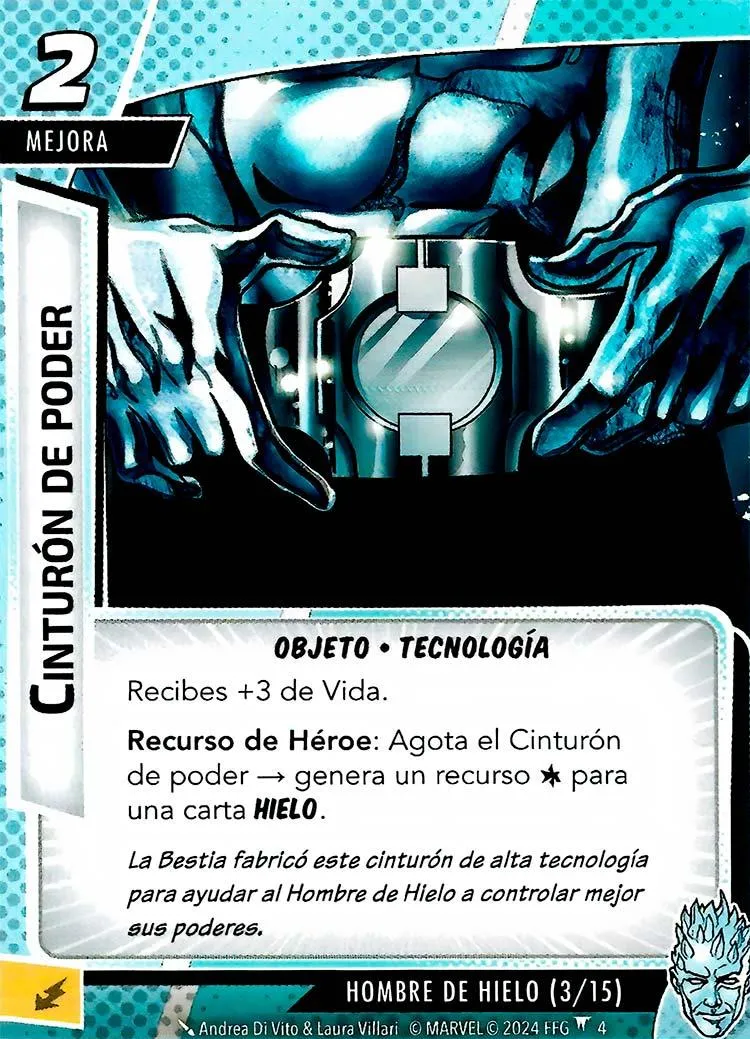 2
MEJORA
CINTURÓN DE PODER
OBJETO • TECNOLOGÍA
Recibes +3 de Vida.
Recurso de Héroe: Agota el Cinturón
de poder → genera un recurso para
una carta HIELO.
La Bestia fabricó este cinturón de alta tecnología
para ayudar al Hombre de Hielo a controlar mejor
sus poderes.
HOMBRE DE HIELO (3/15)
Andrea Di Vito & Laura Villari © MARVEL © 2024 FFG 4